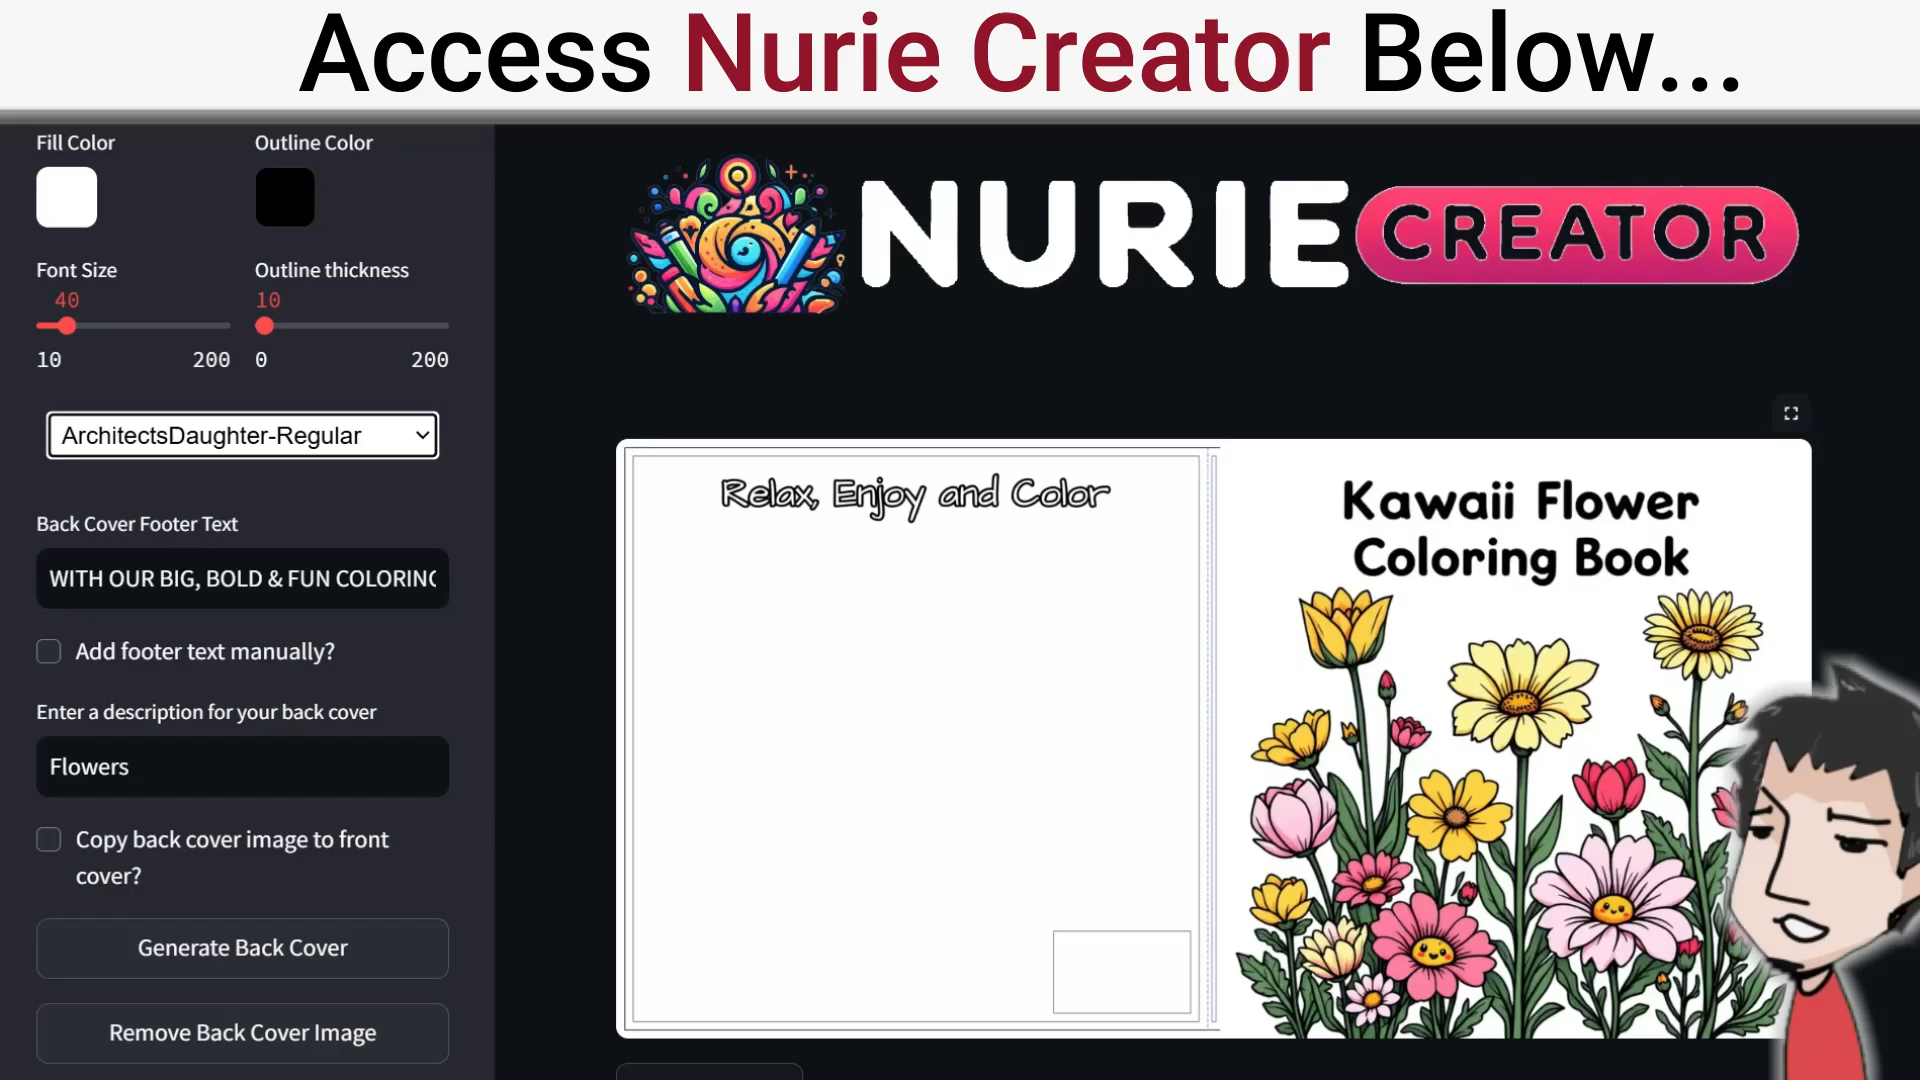 Access Nurie Creator Below...
Fill Color
Outline Color
Font Size
Outline thickness
40
10
10
200
0
200
ArchitectsDaughter-Regular
Back Cover Footer Text
WITH OUR BIG, BOLD & FUN COLORING
Add footer text manually?
Enter a description for your back cover
Flowers
Copy back cover image to front
cover?
Generate Back Cover
Remove Back Cover Image
NURIE CREATOR
Relax, Enjoy and Color
Kawaii Flower
Coloring Book